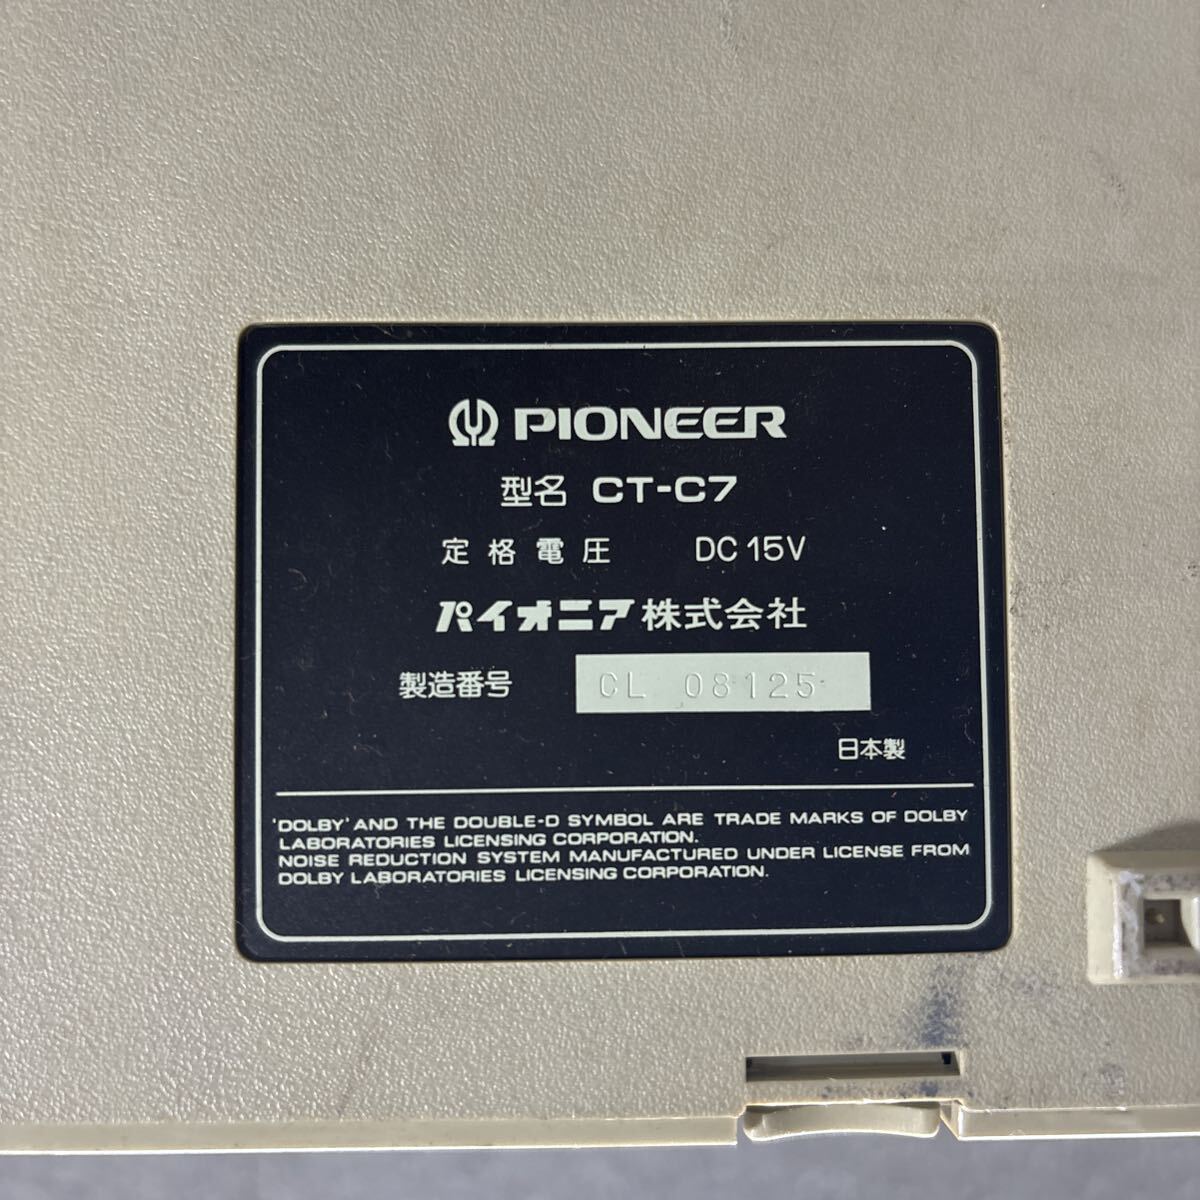 PIONEER
型名 CT-C7
定格電圧 DC 15V
パイオニア株式会社
製造番号 CL 08125
日本製
'DOLBY' AND THE DOUBLE-D SYMBOL ARE TRADE MARKS OF DOLBY
LABORATORIES LICENSING CORPORATION.
NOISE REDUCTION SYSTEM MANUFACTURED UNDER LICENSE FROM
DOLBY LABORATORIES LICENSING CORPORATION.